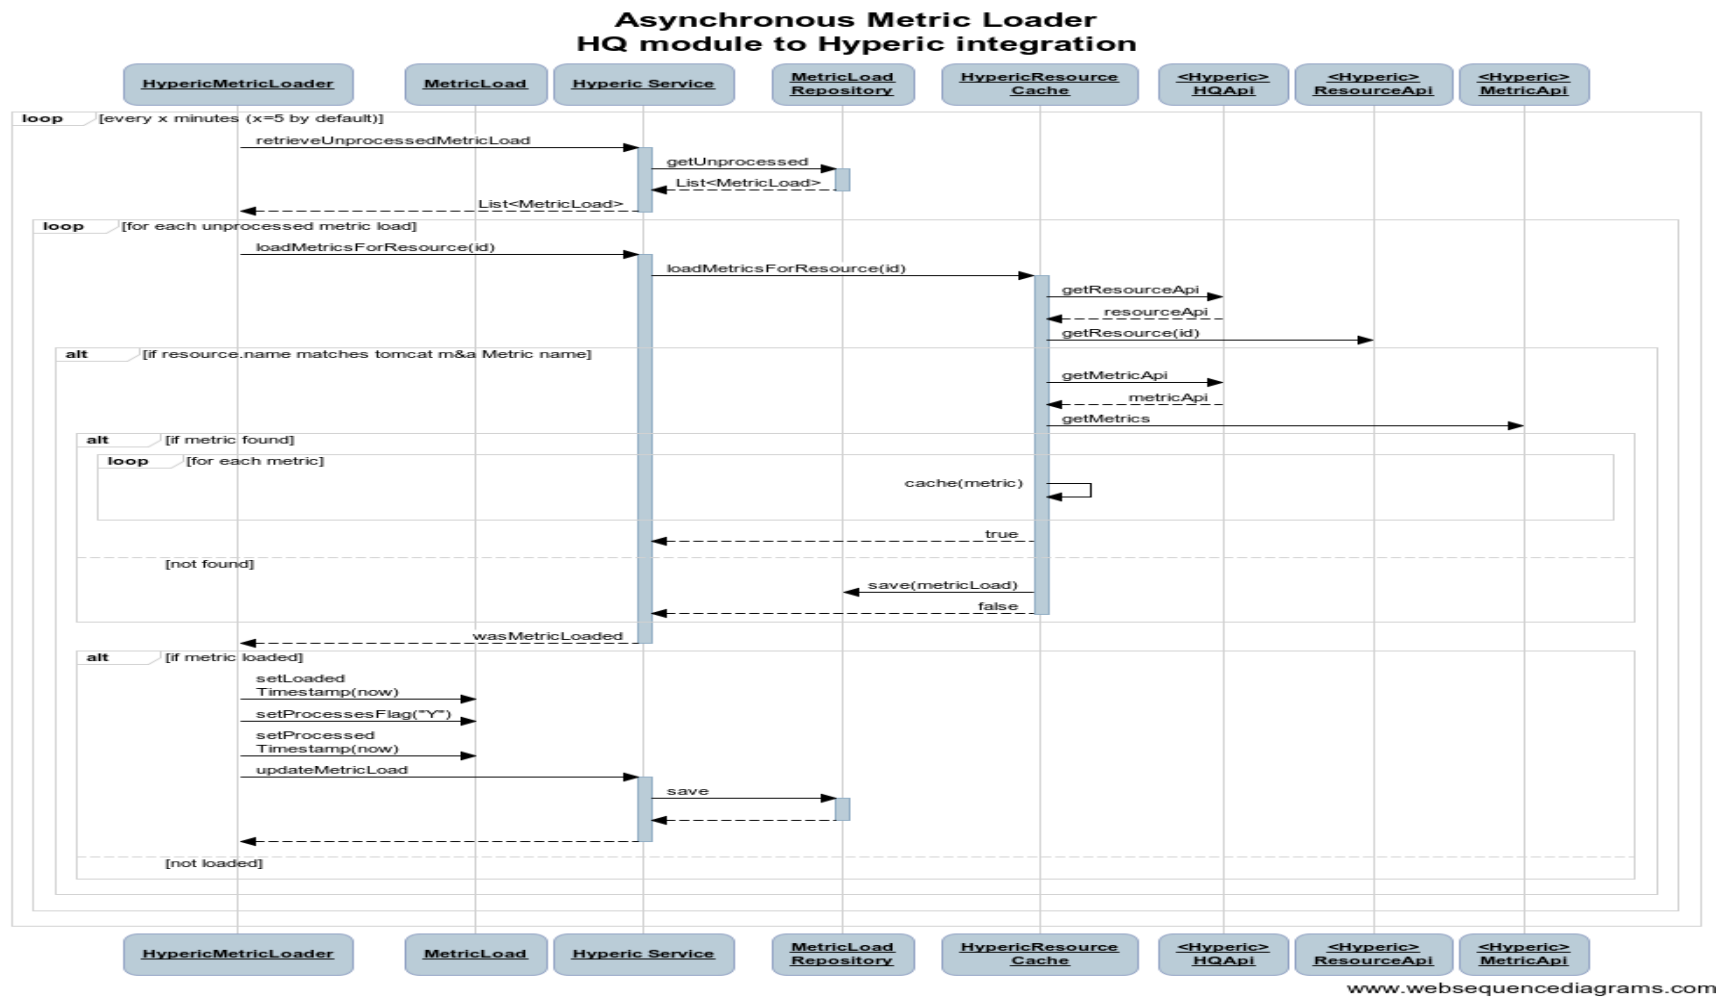 Asynchronous Metric Loader
HQ module to Hyperic integration
HypericMetricLoader
MetricLoad
Hyperic Service
MetricLoad
Repository
HypericResource
Cache
<Hyperic>
HQApi
<Hyperic>
ResourceApi
<Hyperic>
MetricApi
loop [every x minutes (x=5 by default)]
retrieveUnprocessedMetricLoad
getUnprocessed
List<MetricLoad>
List<MetricLoad>
loop [for each unprocessed metric load]
loadMetricsForResource(id)
loadMetricsForResource(id)
getResourceApi
resourceApi
getResource(id)
alt [if resource.name matches tomcat m&a Metric name]
getMetricApi
metricApi
getMetrics
alt [if metric found]
loop [for each metric]
cache(metric)
true
[not found]
save(metricLoad)
false
wasMetricLoaded
alt [if metric loaded]
setLoaded
Timestamp(now)
setProcessesFlag("Y")
setProcessed
Timestamp(now)
updateMetricLoad
save
[not loaded]
HypericMetricLoader
MetricLoad
Hyperic Service
MetricLoad
Repository
HypericResource
Cache
<Hyperic>
HQApi
<Hyperic>
ResourceApi
<Hyperic>
MetricApi
www.websequencediagrams.com